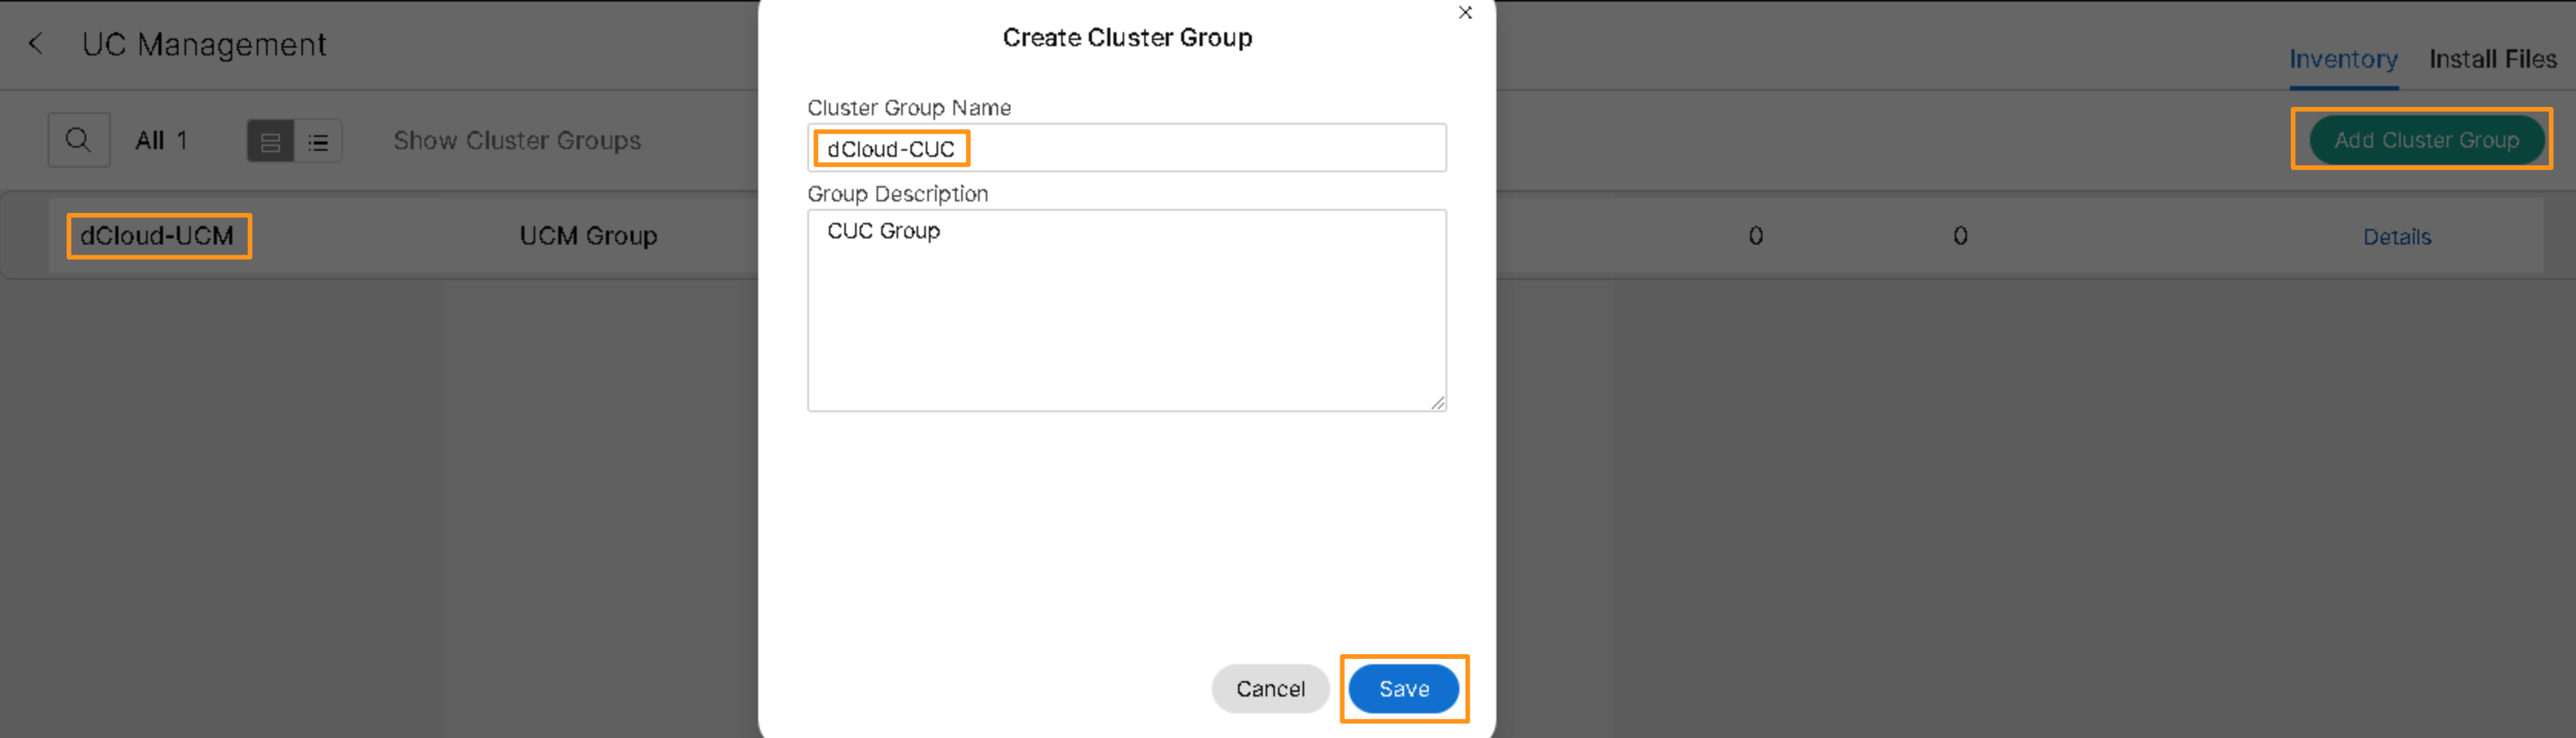 UC Management
Inventory Install Files
All 1 Show Cluster Groups Add Cluster Group
dCloud-UCM UCM Group 0 0 Details
Create Cluster Group
Cluster Group Name
dCloud-CUC
Group Description
CUC Group
Cancel Save